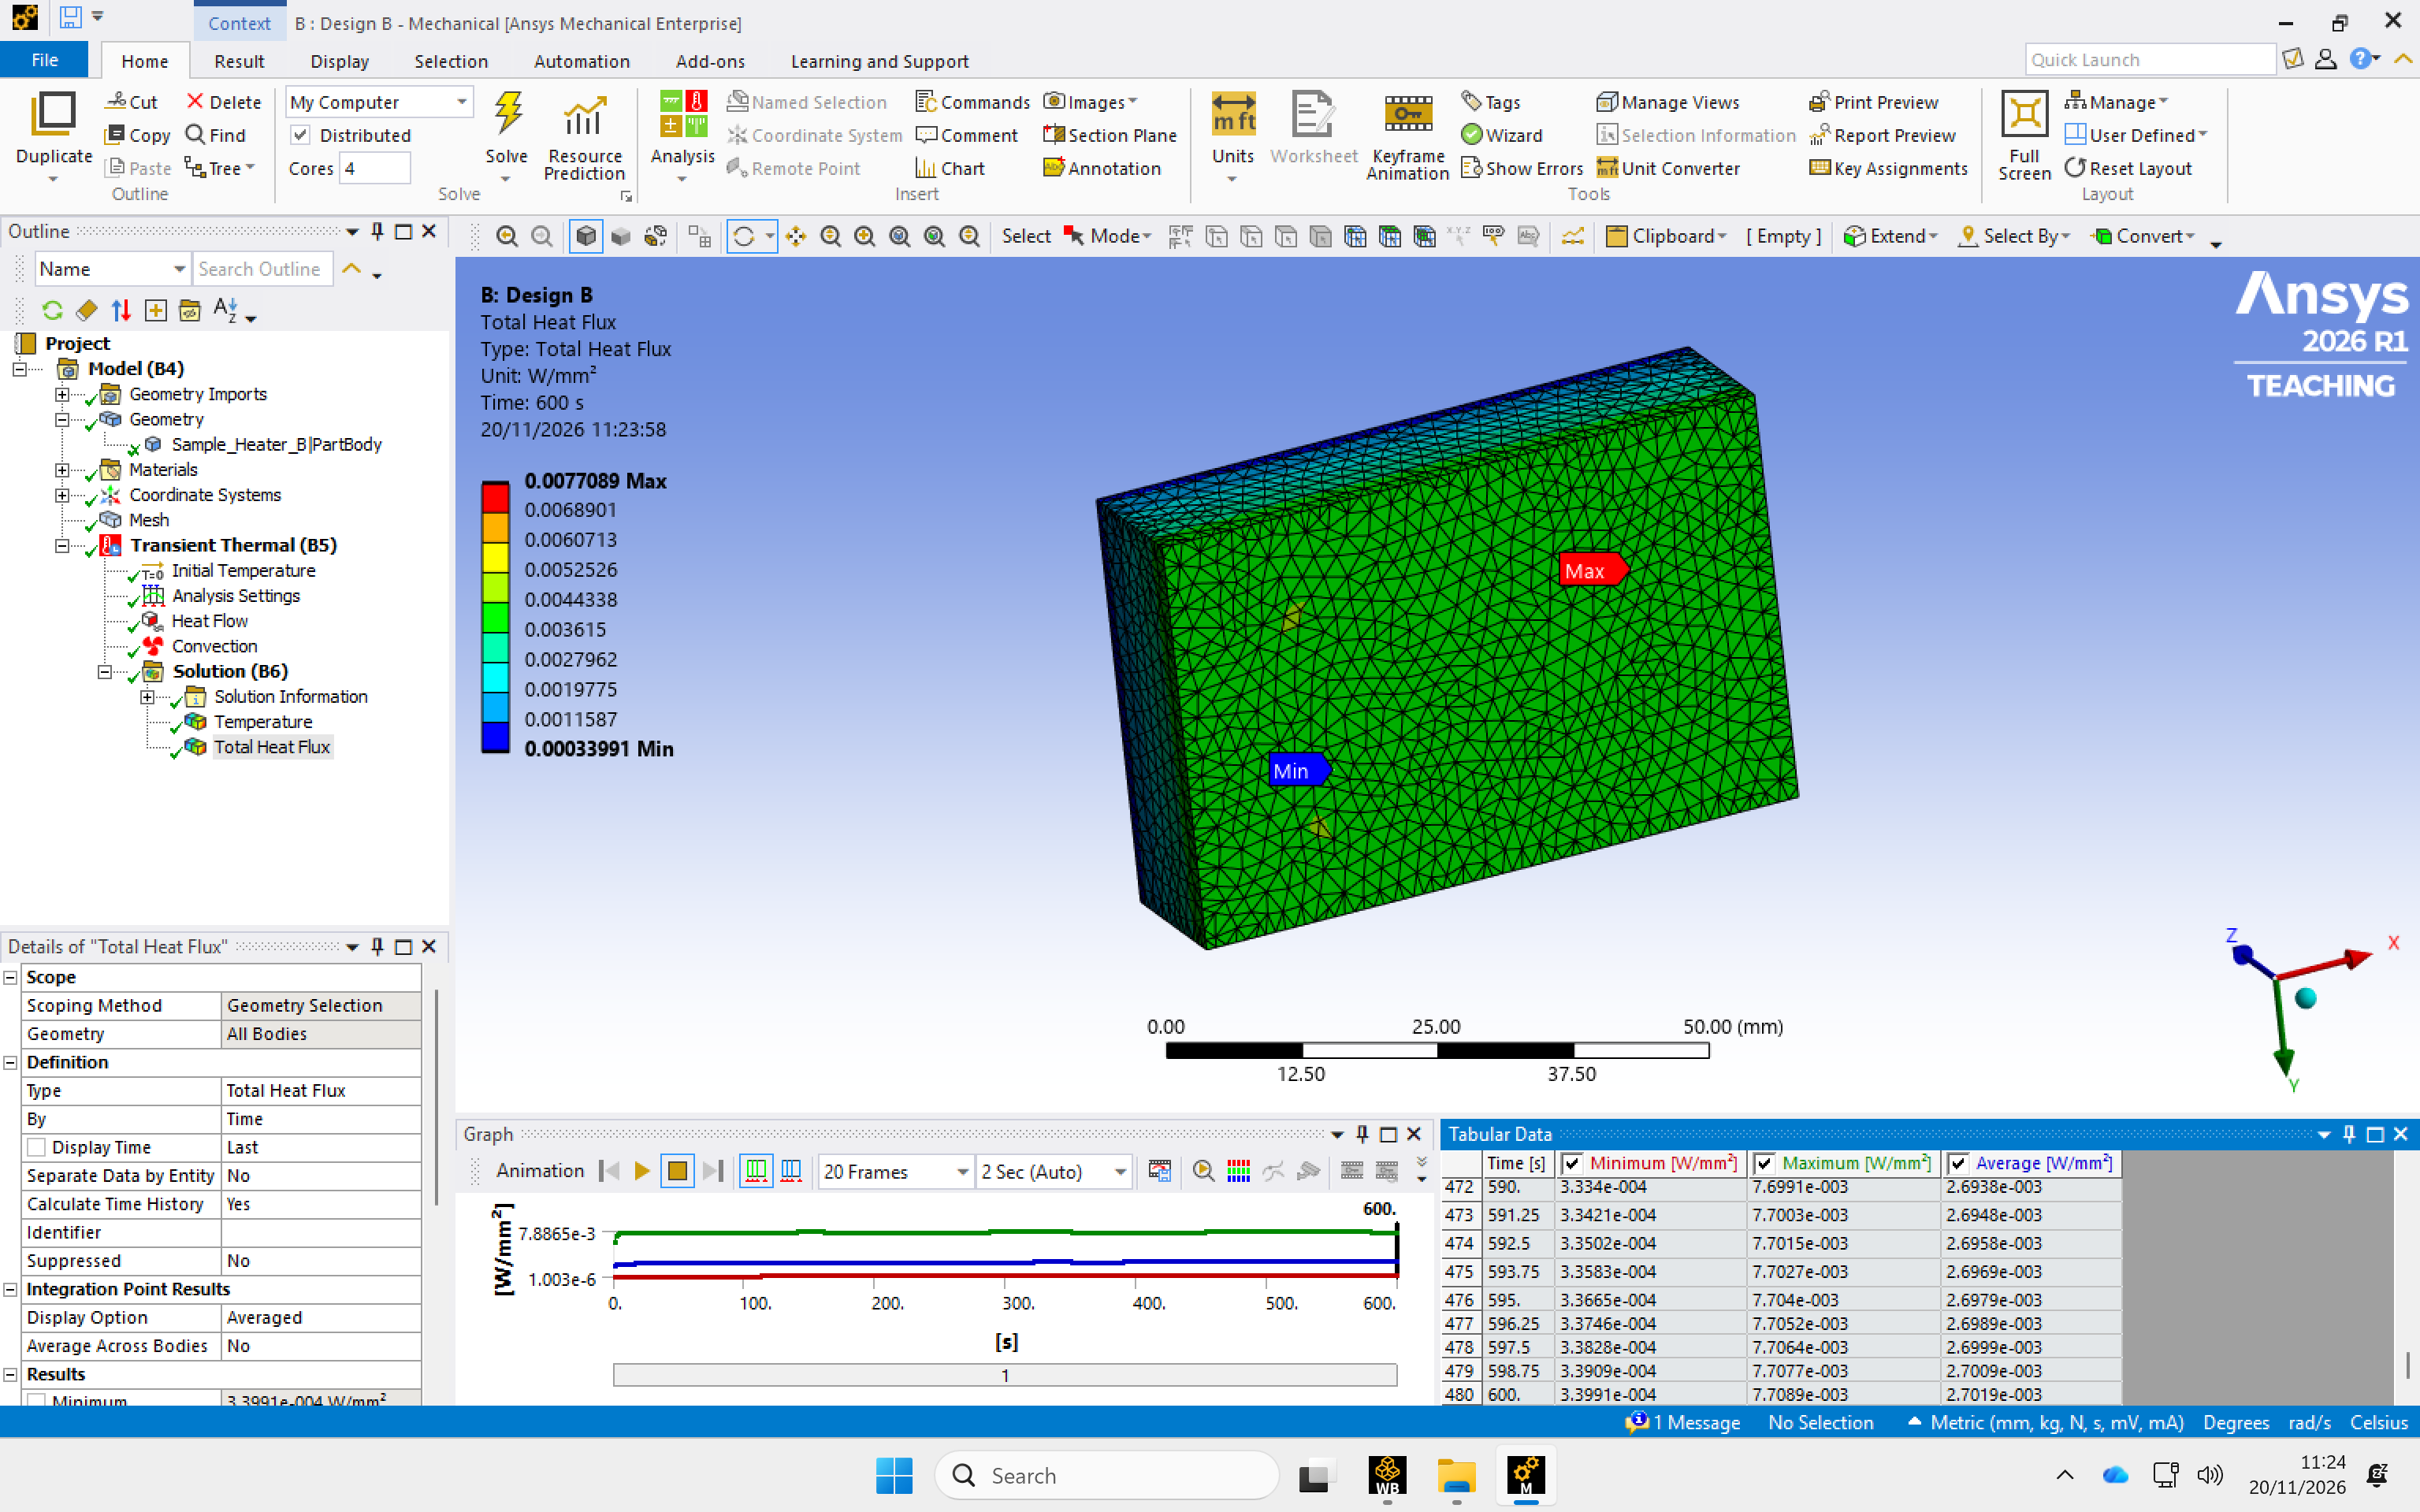 Context
B : Design B - Mechanical [Ansys Mechanical Enterprise]
File
Home
Result
Display
Selection
Automation
Add-ons
Learning and Support
Quick Launch
Duplicate
Cut
Copy
Paste
Delete
Find
Tree
Outline
My Computer
Distributed
Cores 4
Solve
Resource Prediction
Solve
Analysis
Named Selection
Coordinate System
Remote Point
Commands
Comment
Chart
Images
Section Plane
Annotation
Insert
Units
Worksheet
Keyframe Animation
Tags
Wizard
Show Errors
Manage Views
Selection Information
Unit Converter
Print Preview
Report Preview
Key Assignments
Tools
Full Screen
Manage
User Defined
Reset Layout
Layout
Outline
Name
Search Outline
Select
Mode
Clipboard
[ Empty ]
Extend
Select By
Convert
Project
Model (B4)
Geometry Imports
Geometry
Sample_Heater_B|PartBody
Materials
Coordinate Systems
Mesh
Transient Thermal (B5)
Initial Temperature
Analysis Settings
Heat Flow
Convection
Solution (B6)
Solution Information
Temperature
Total Heat Flux
B: Design B
Total Heat Flux
Type: Total Heat Flux
Unit: W/mm²
Time: 600 s
20/11/2026 11:23:58
0.0077089 Max
0.0068901
0.0060713
0.0052526
0.0044338
0.003615
0.0027962
0.0019775
0.0011587
0.00033991 Min
Max
Min
Ansys
2026 R1
TEACHING
0.00
25.00
50.00 (mm)
12.50
37.50
Z
X
Y
Details of "Total Heat Flux"
Scope
Scoping Method Geometry Selection
Geometry All Bodies
Definition
Type Total Heat Flux
By Time
Display Time Last
Separate Data by Entity No
Calculate Time History Yes
Identifier
Suppressed No
Integration Point Results
Display Option Averaged
Average Across Bodies No
Results
Minimum 3.3991e-004 W/mm²
Graph
Animation
20 Frames
2 Sec (Auto)
[W/mm²]
7.8865e-3
1.003e-6
600.
0. 100. 200. 300. 400. 500. 600.
[s]
1
Tabular Data
Time [s] Minimum [W/mm²] Maximum [W/mm²] Average [W/mm²]
472 590. 3.334e-004 7.6991e-003 2.6938e-003
473 591.25 3.3421e-004 7.7003e-003 2.6948e-003
474 592.5 3.3502e-004 7.7015e-003 2.6958e-003
475 593.75 3.3583e-004 7.7027e-003 2.6969e-003
476 595. 3.3665e-004 7.704e-003 2.6979e-003
477 596.25 3.3746e-004 7.7052e-003 2.6989e-003
478 597.5 3.3828e-004 7.7064e-003 2.6999e-003
479 598.75 3.3909e-004 7.7077e-003 2.7009e-003
480 600. 3.3991e-004 7.7089e-003 2.7019e-003
1 Message
No Selection
Metric (mm, kg, N, s, mV, mA)
Degrees
rad/s
Celsius
Search
WB
M
11:24
20/11/2026